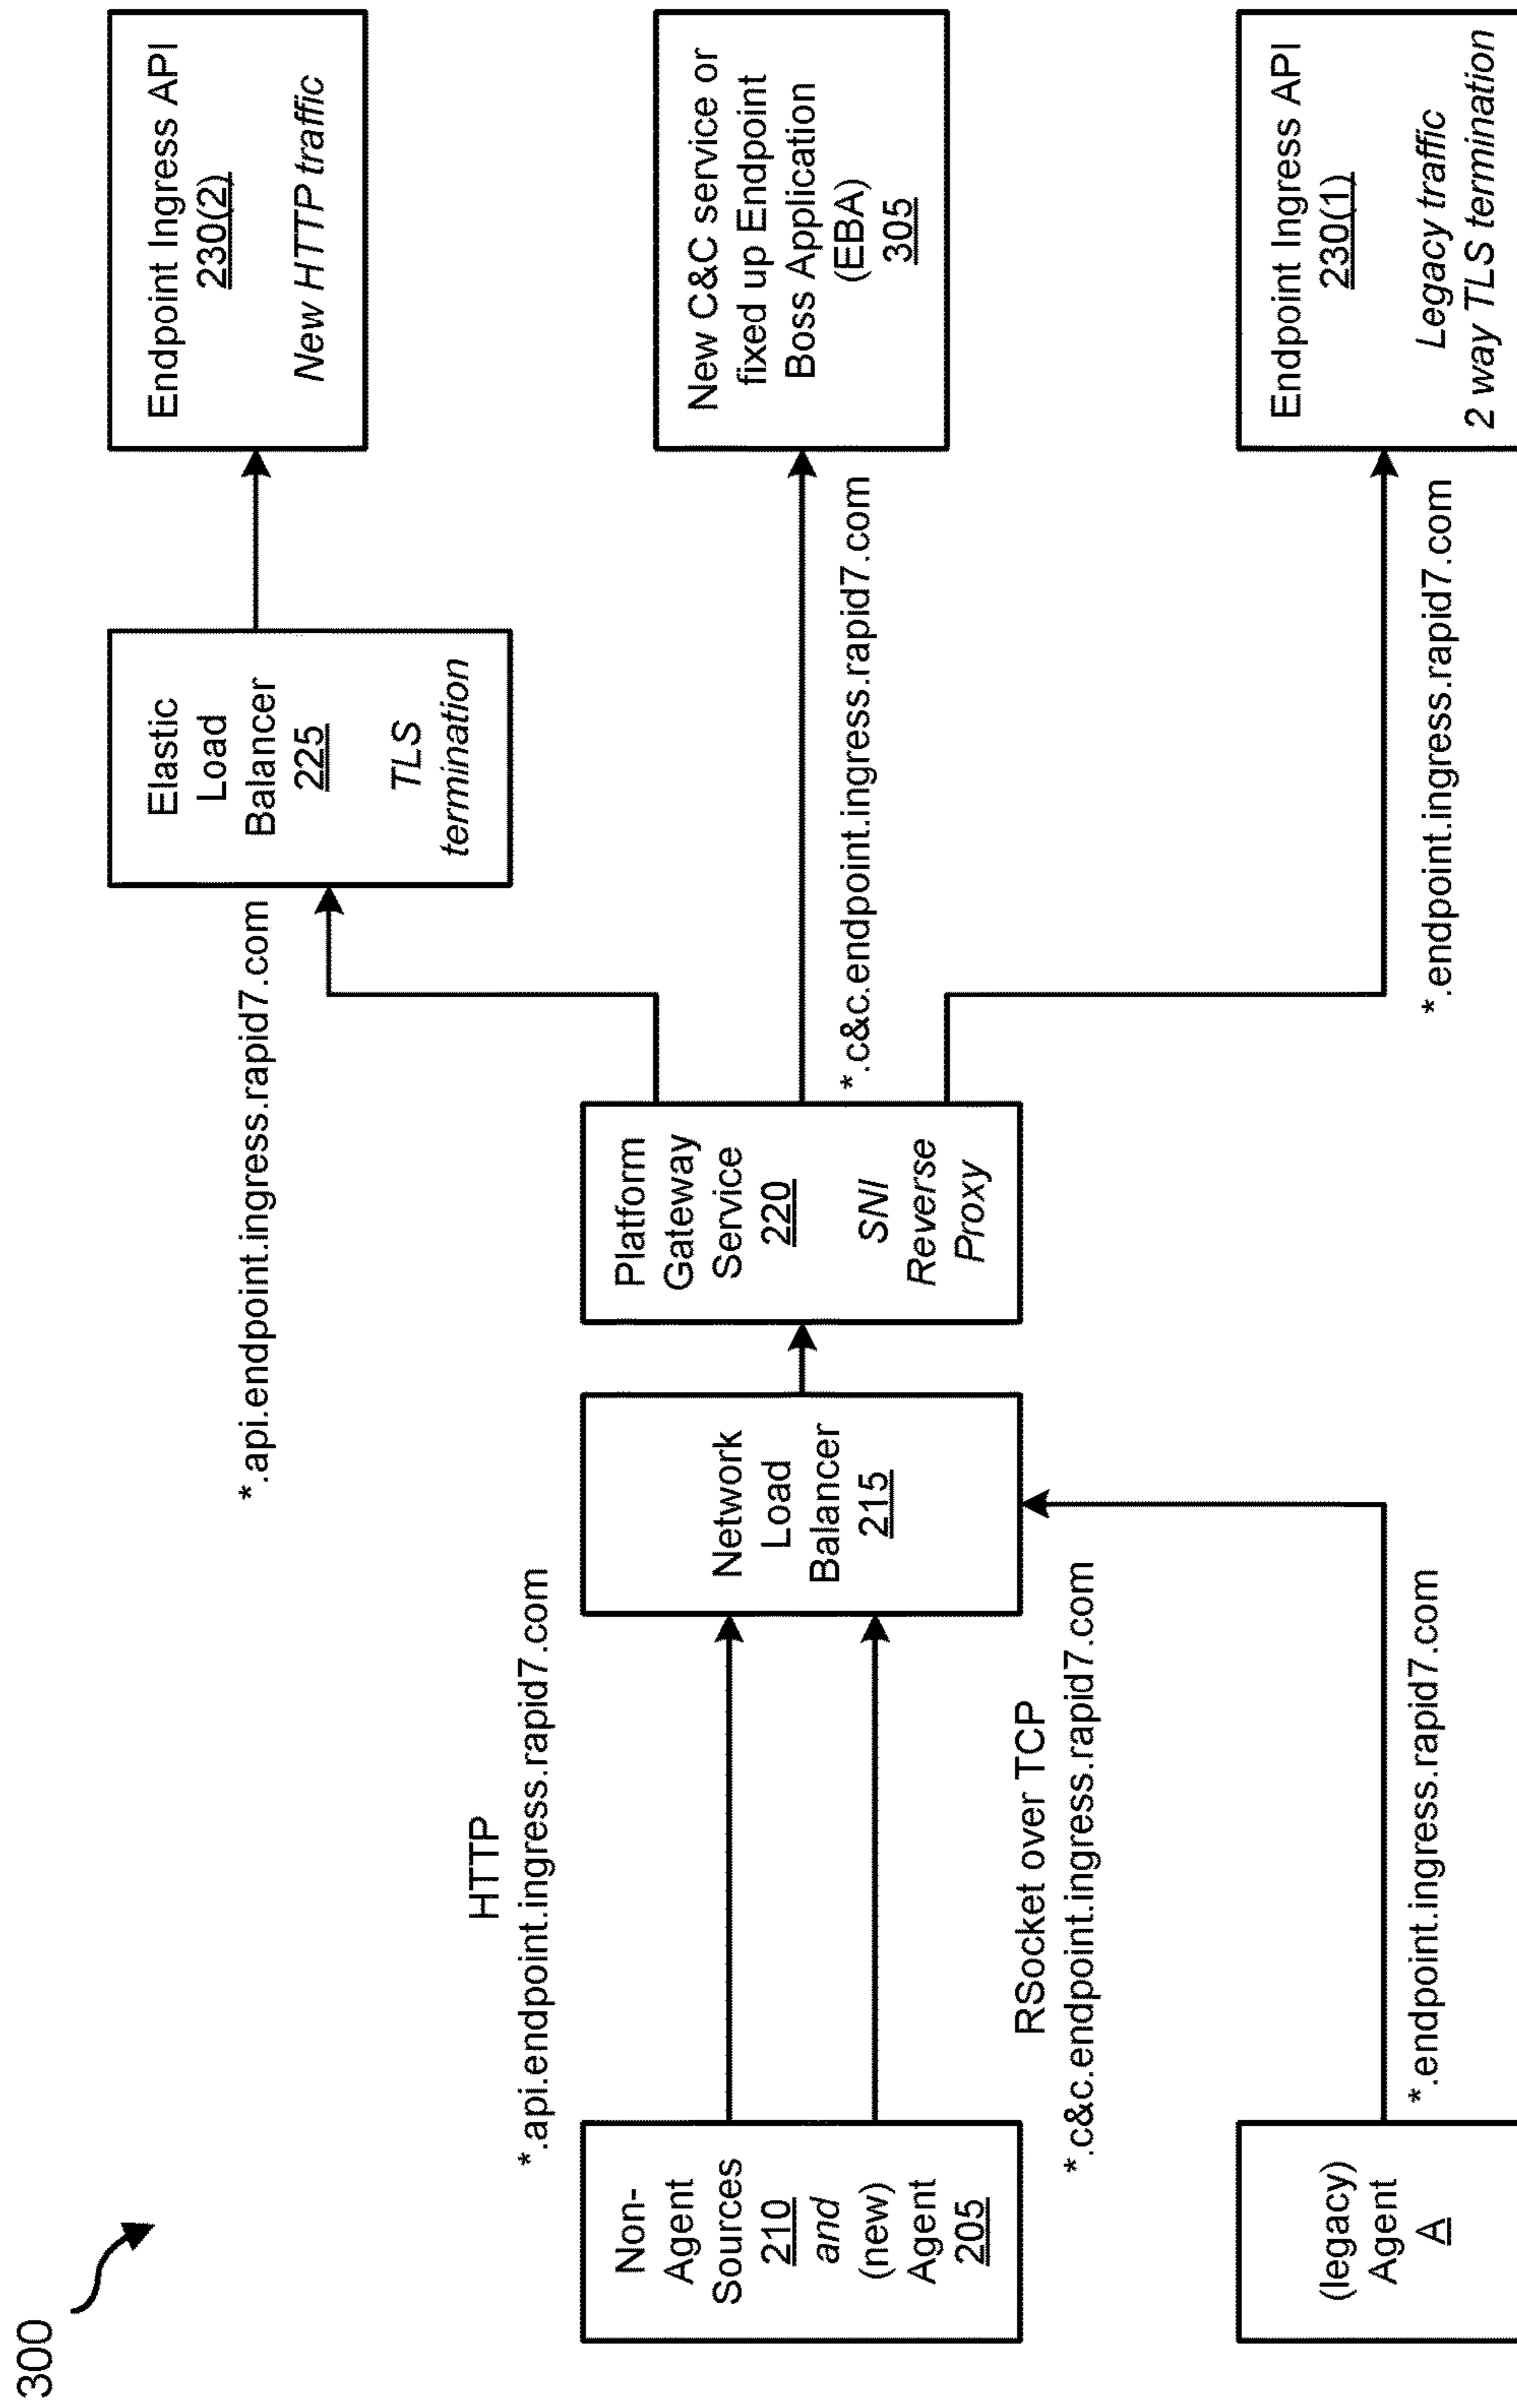 300
Non-
Agent
Sources
210
and
(new)
Agent
205
(legacy)
Agent
A
HTTP
*.api.endpoint.ingress.rapid7.com
RSocket over TCP
*.c&c.endpoint.ingress.rapid7.com
*.endpoint.ingress.rapid7.com
Network
Load
Balancer
215
Platform
Gateway
Service
220
SNI
Reverse
Proxy
*.api.endpoint.ingress.rapid7.com
*.c&c.endpoint.ingress.rapid7.com
*.endpoint.ingress.rapid7.com
Elastic
Load
Balancer
225
TLS
termination
Endpoint Ingress API
230(2)
New HTTP traffic
New C&C service or
fixed up Endpoint
Boss Application
(EBA)
305
Endpoint Ingress API
230(1)
Legacy traffic
2 way TLS termination